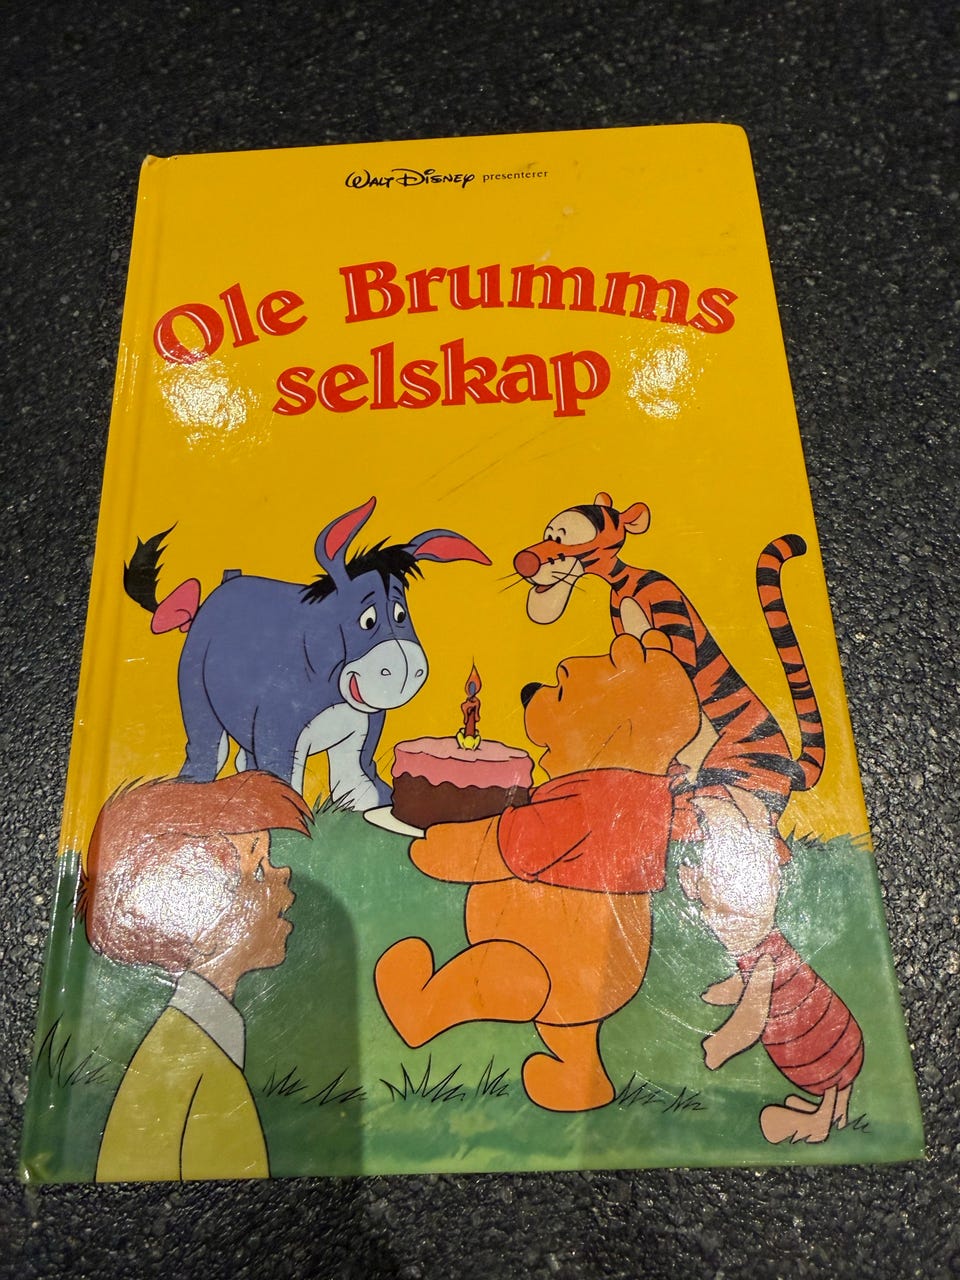 WALT DISNEY presenterer
Ole Brumms
selskap